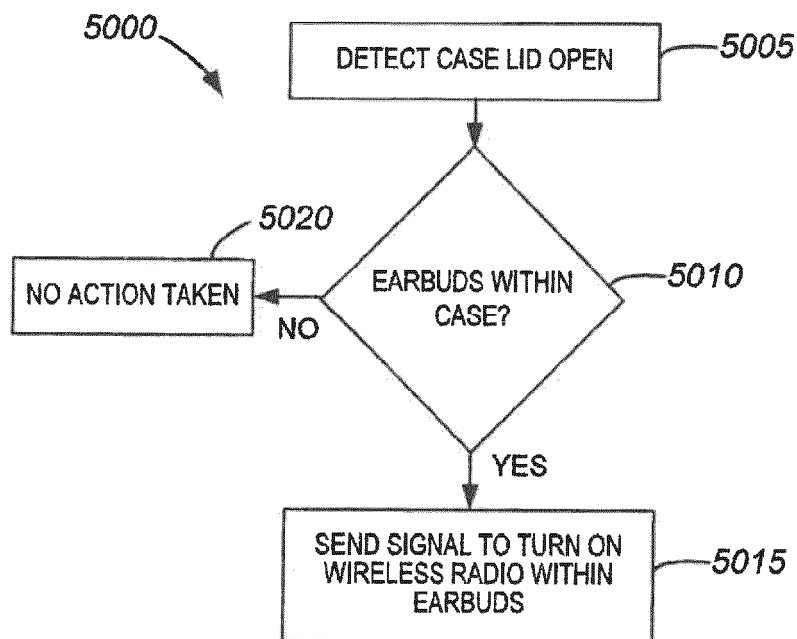 5000
DETECT CASE LID OPEN
5005
5020
NO ACTION TAKEN
NO
EARBUDS WITHIN
CASE?
5010
YES
SEND SIGNAL TO TURN ON
WIRELESS RADIO WITHIN
EARBUDS
5015